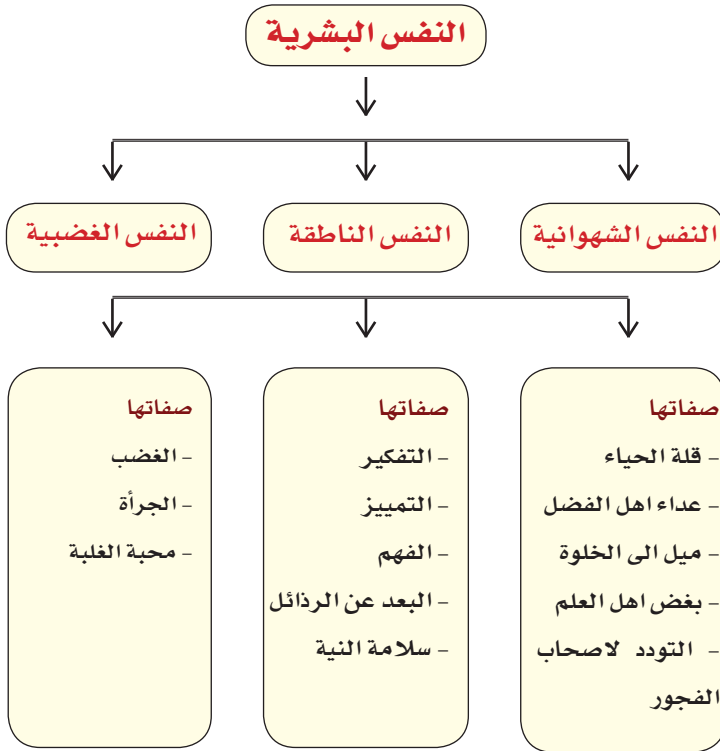 النفس البشرية
النفس الشهوانية
النفس الناطقة
النفس الغضبية
صفاتها
- قلة الحياء
- عداء اهل الفضل
- ميل الى الخلوة
- بغض اهل العلم
- التودد لاصحاب
الفجور
صفاتها
- التفكير
- التمييز
- الفهم
- البعد عن الرذائل
- سلامة النية
صفاتها
- الغضب
- الجرأة
- محبة الغلبة